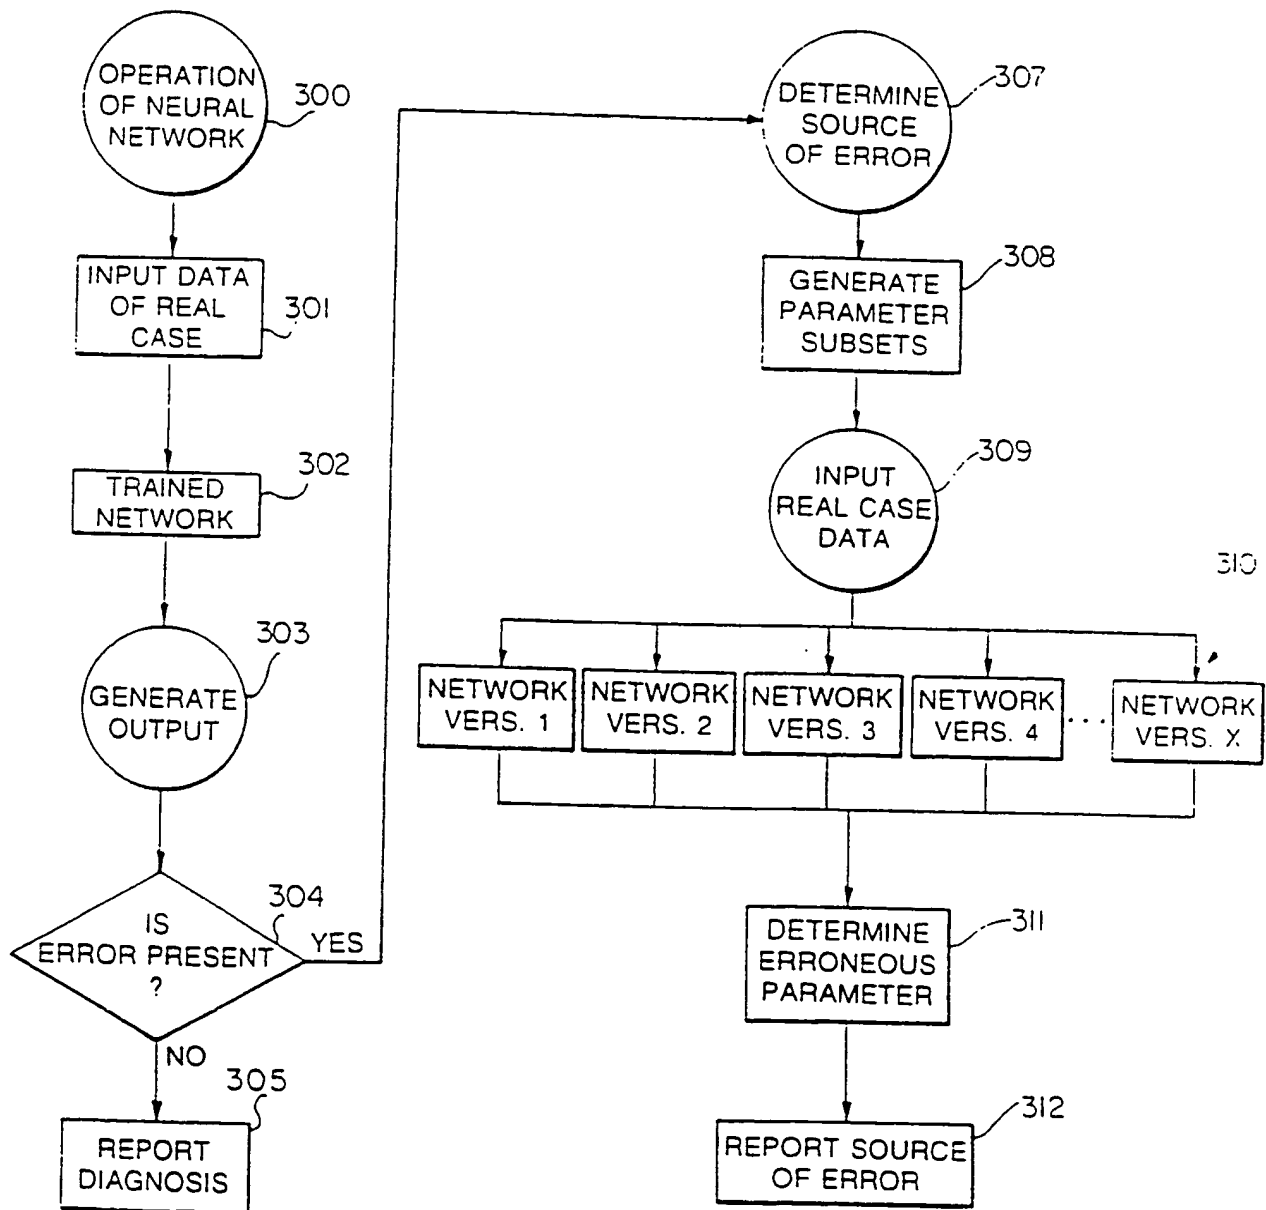 OPERATION
OF NEURAL
NETWORK
300
INPUT DATA
OF REAL
CASE
301
TRAINED
NETWORK
302
GENERATE
OUTPUT
303
IS
ERROR PRESENT
?
304
YES
NO
REPORT
DIAGNOSIS
305
DETERMINE
SOURCE
OF ERROR
307
GENERATE
PARAMETER
SUBSETS
308
INPUT
REAL CASE
DATA
309
310
NETWORK
VERS. 1
NETWORK
VERS. 2
NETWORK
VERS. 3
NETWORK
VERS. 4
. . . .
NETWORK
VERS. X
DETERMINE
ERRONEOUS
PARAMETER
311
REPORT SOURCE
OF ERROR
312